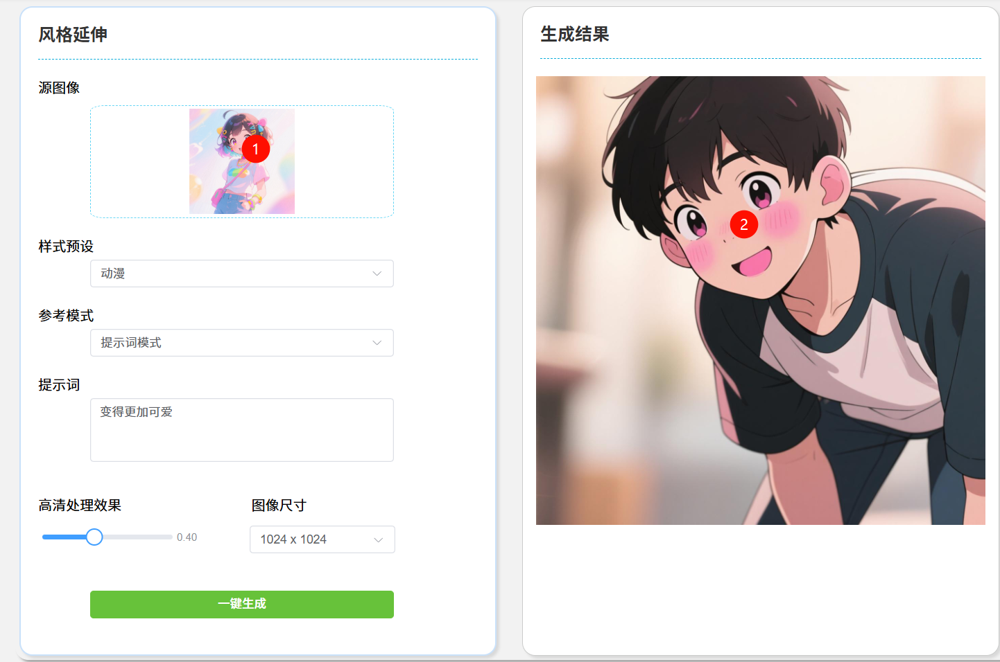 风格延伸
源图像
1
样式预设
动漫
参考模式
提示词模式
提示词
变得更加可爱
高清处理效果
图像尺寸
0.40
1024 x 1024
一键生成
生成结果
2